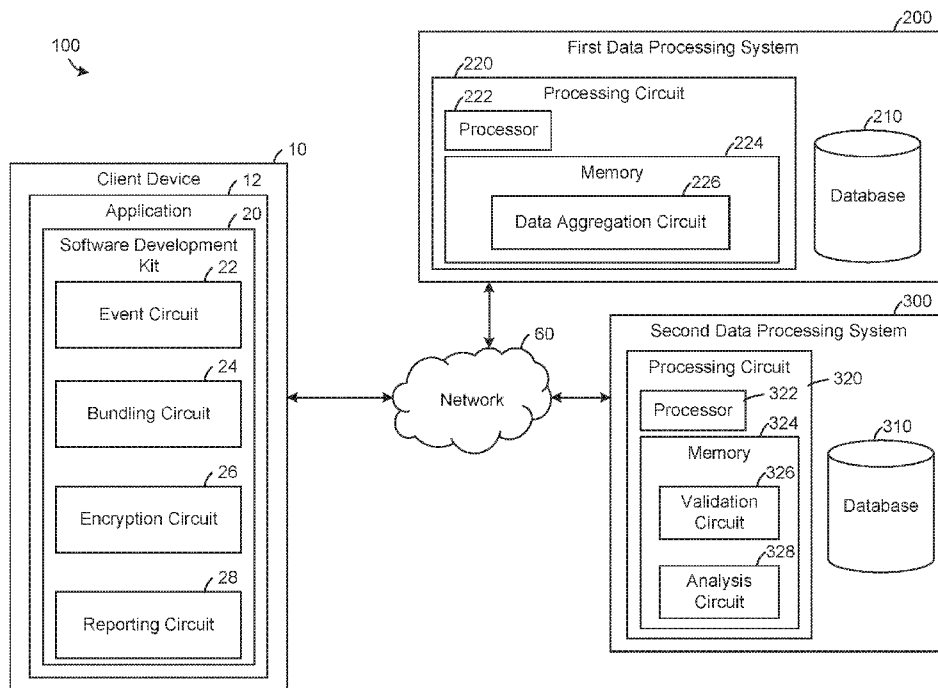 100
10
Client Device
12
Application
20
Software Development
Kit
22
Event Circuit
24
Bundling Circuit
26
Encryption Circuit
28
Reporting Circuit
60
Network
200
First Data Processing System
220
Processing Circuit
222
Processor
224
Memory
226
Data Aggregation Circuit
210
Database
300
Second Data Processing System
Processing Circuit
320
Processor
322
324
Memory
326
Validation
Circuit
328
Analysis
Circuit
310
Database